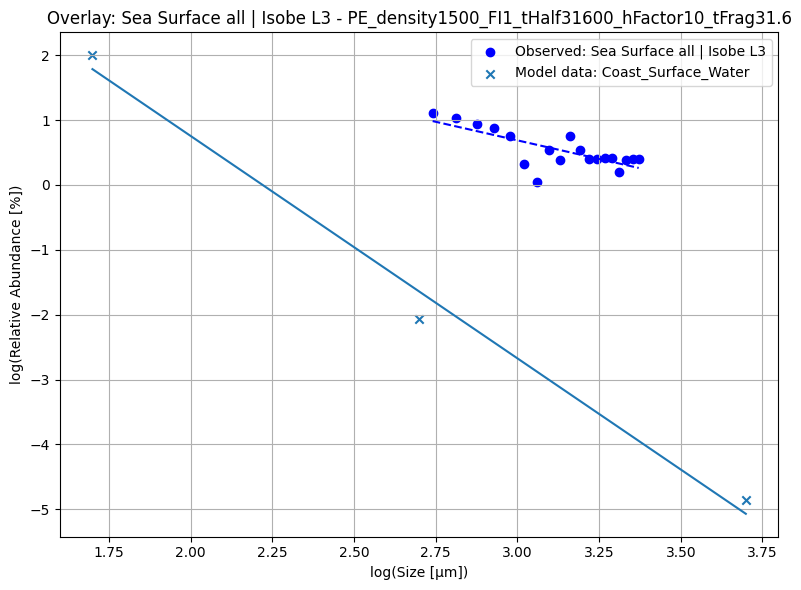 Overlay: Sea Surface all | Isobe L3 - PE_density1500_FI1_tHalf31600_hFactor10_tFrag31.6
Observed: Sea Surface all | Isobe L3
Model data: Coast_Surface_Water
log(Relative Abundance [%])
2
1
0
−1
−2
−3
−4
−5
1.75 2.00 2.25 2.50 2.75 3.00 3.25 3.50 3.75
log(Size [μm])